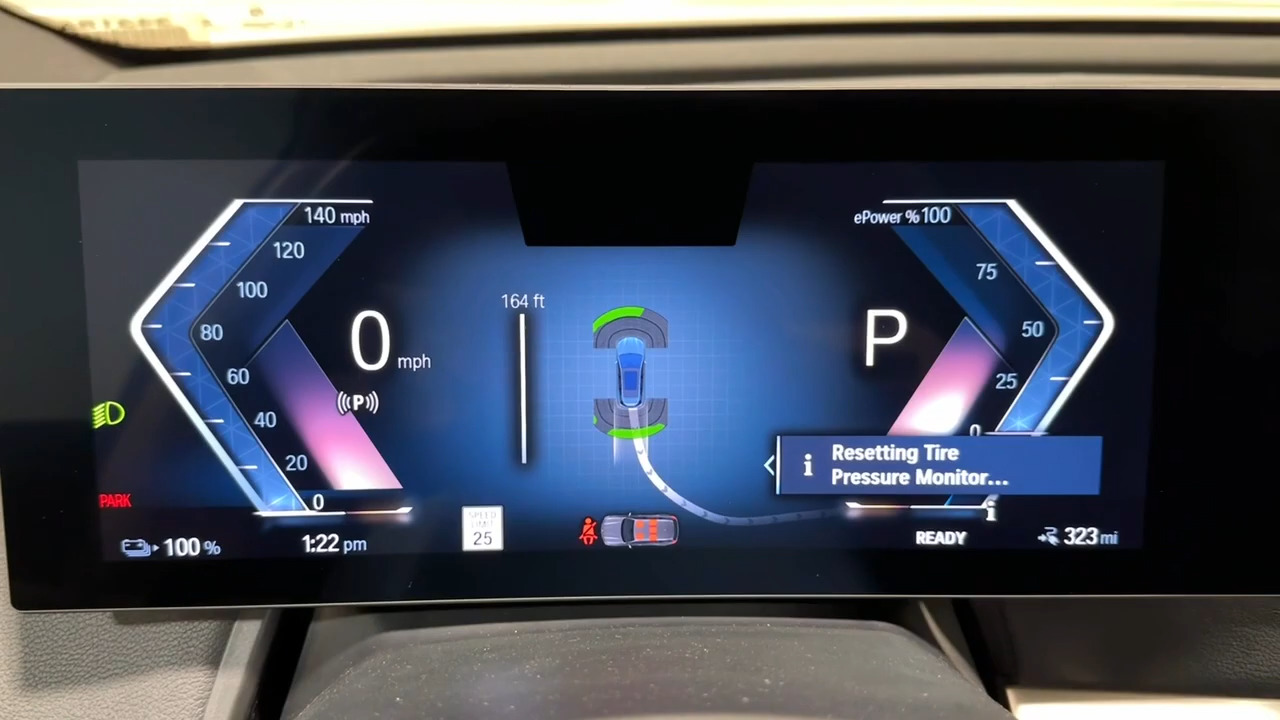 140 mph
120
100
80
60
40
20
0
0 mph
(((P)))
PARK
100 %
1:22 pm
164 ft
SPEED
LIMIT
25
ePower % 100
75
50
25
0
P
i Resetting Tire
Pressure Monitor...
i
READY
323 mi